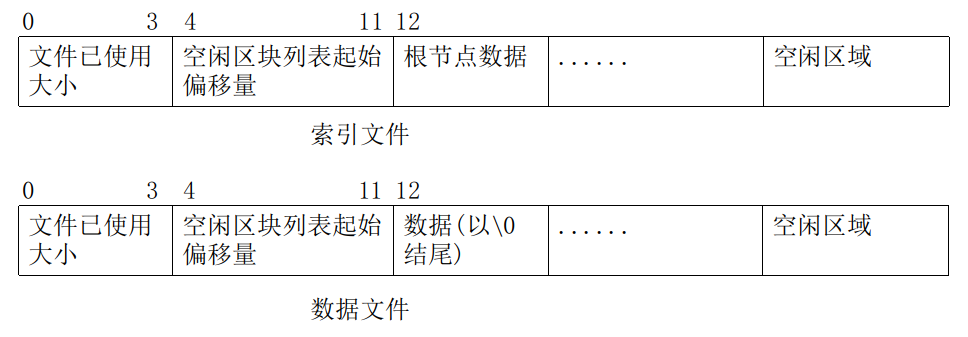 0 3 4 11 12
文件已使用 空闲区块列表起始 根节点数据 ...... 空闲区域
大小 偏移量
索引文件
0 3 4 11 12
文件已使用 空闲区块列表起始 数据(以\0 ...... 空闲区域
大小 偏移量 结尾)
数据文件